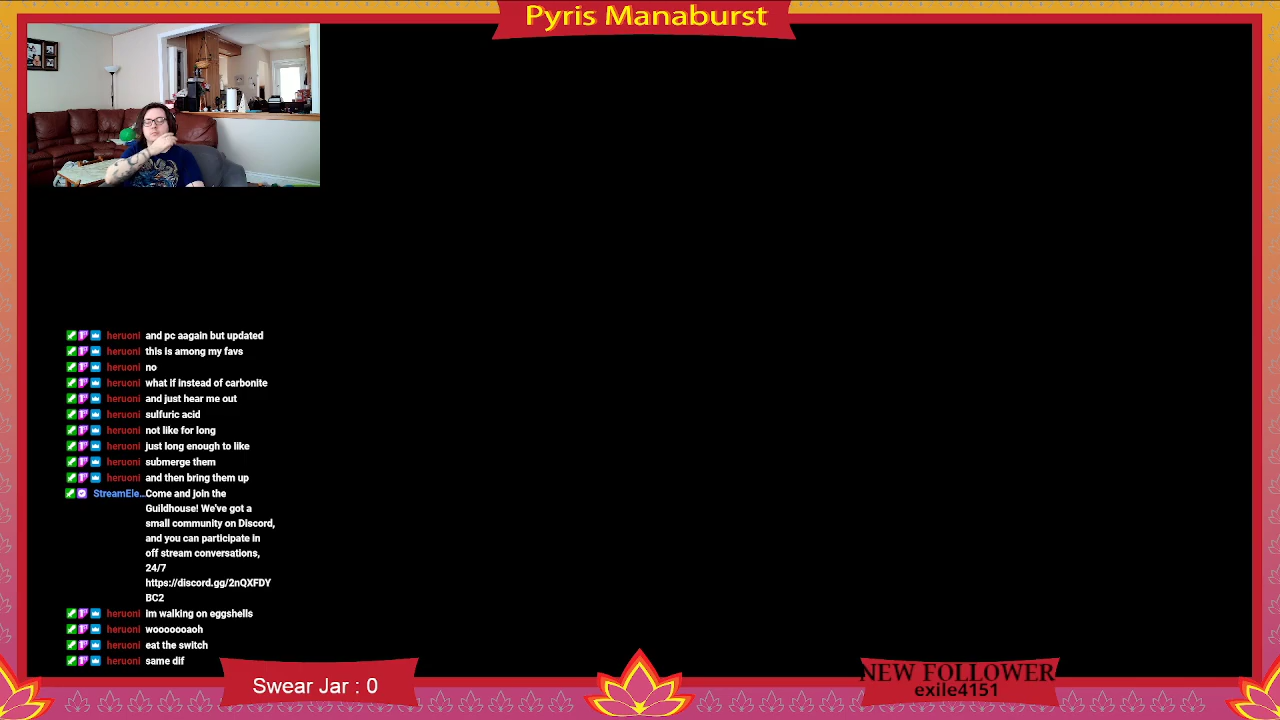 Pyris Manaburst
heruoni and pc aagain but updated
heruoni this is among my favs
heruoni no
heruoni what if instead of carbonite
heruoni and just hear me out
heruoni sulfuric acid
heruoni not like for long
heruoni just long enough to like
heruoni submerge them
heruoni and then bring them up
StreamEle... Come and join the
Guildhouse! We've got a
small community on Discord,
and you can participate in
off stream conversations,
24/7
https://discord.gg/2nQXFDY
BC2
heruoni im walking on eggshells
heruoni wooooooaoh
heruoni eat the switch
heruoni same dif
Swear Jar : 0
NEW FOLLOWER
exile4151